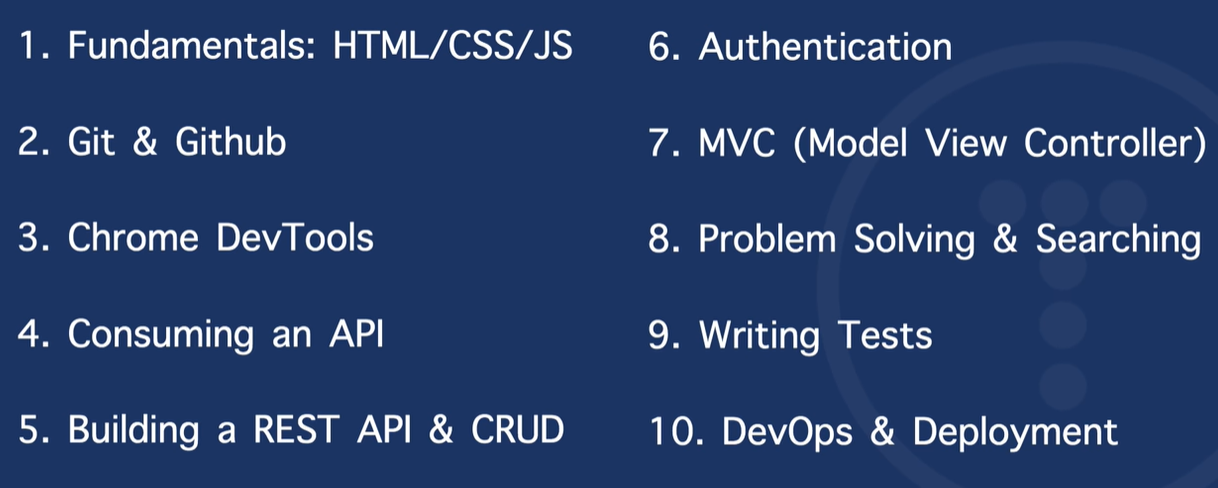 1. Fundamentals: HTML/CSS/JS
2. Git & Github
3. Chrome DevTools
4. Consuming an API
5. Building a REST API & CRUD
6. Authentication
7. MVC (Model View Controller)
8. Problem Solving & Searching
9. Writing Tests
10. DevOps & Deployment